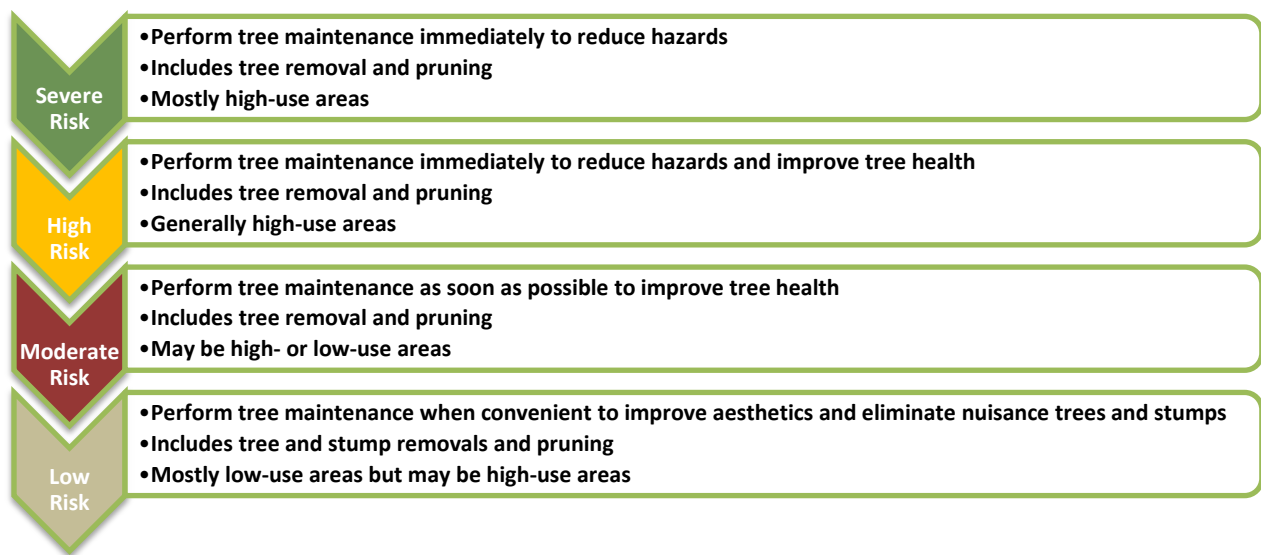 Severe
Risk
•Perform tree maintenance immediately to reduce hazards
•Includes tree removal and pruning
•Mostly high-use areas
High
Risk
•Perform tree maintenance immediately to reduce hazards and improve tree health
•Includes tree removal and pruning
•Generally high-use areas
Moderate
Risk
•Perform tree maintenance as soon as possible to improve tree health
•Includes tree removal and pruning
•May be high- or low-use areas
Low
Risk
•Perform tree maintenance when convenient to improve aesthetics and eliminate nuisance trees and stumps
•Includes tree and stump removals and pruning
•Mostly low-use areas but may be high-use areas